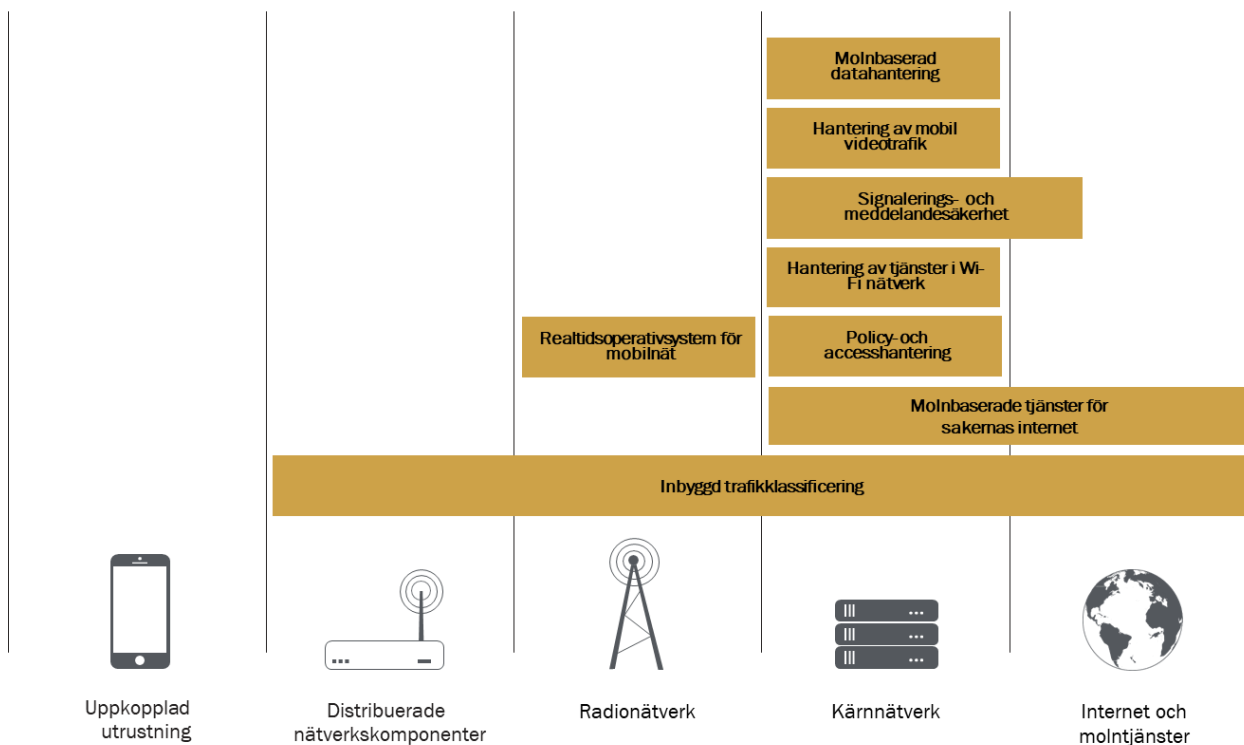 Molnbaserad
datahantering
Hantering av mobil
videotrafik
Signalerings- och
meddelandesäkerhet
Hantering av tjänster i Wi-
Fi nätverk
Realtidsoperativsystem för
mobilnät
Policy-och
accesshantering
Molnbaserade tjänster för
sakernas internet
Inbyggd trafikklassificering
Uppkopplad
utrustning
Distribuerade
nätverkskomponenter
Radionätverk
Kärnnätverk
Internet och
molntjänster